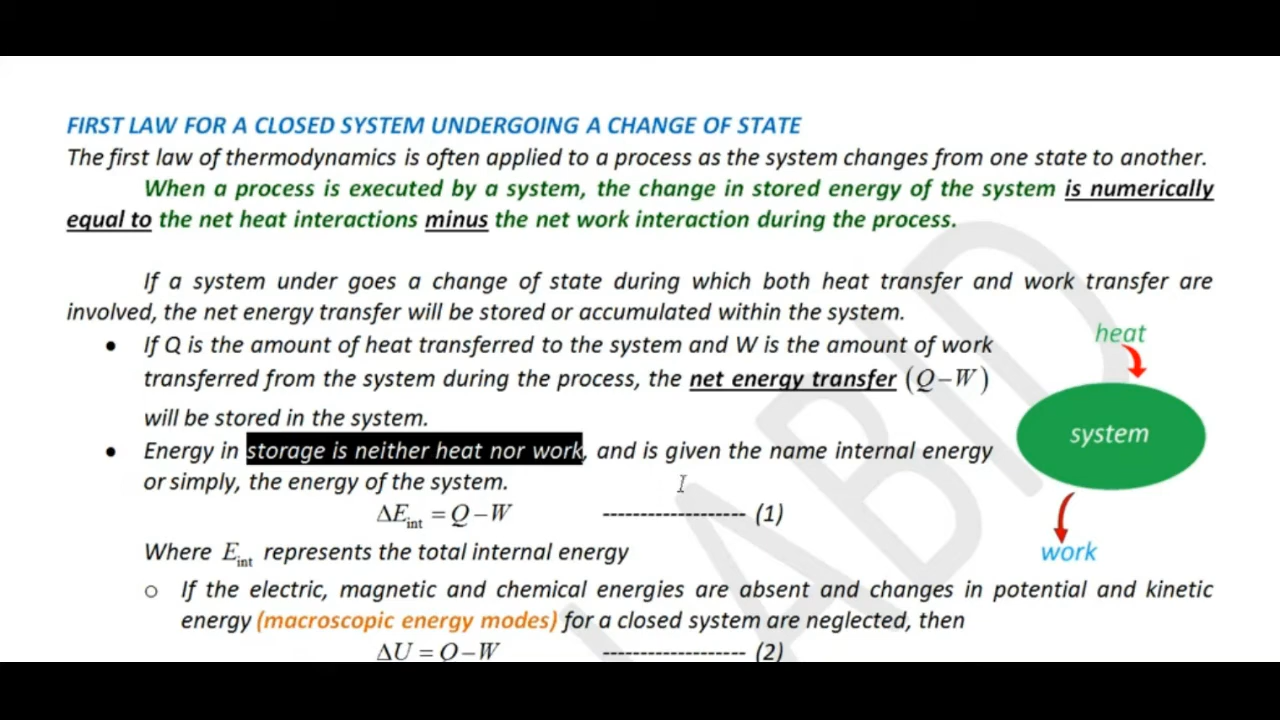 FIRST LAW FOR A CLOSED SYSTEM UNDERGOING A CHANGE OF STATE
The first law of thermodynamics is often applied to a process as the system changes from one state to another.
When a process is executed by a system, the change in stored energy of the system is numerically
equal to the net heat interactions minus the net work interaction during the process.
If a system under goes a change of state during which both heat transfer and work transfer are
involved, the net energy transfer will be stored or accumulated within the system.
• If Q is the amount of heat transferred to the system and W is the amount of work
transferred from the system during the process, the net energy transfer (Q−W)
will be stored in the system.
• Energy in storage is neither heat nor work, and is given the name internal energy
or simply, the energy of the system.
ΔE_int = Q−W ------------------- (1)
Where E_int represents the total internal energy
○ If the electric, magnetic and chemical energies are absent and changes in potential and kinetic
energy (macroscopic energy modes) for a closed system are neglected, then
ΔU = Q−W ------------------- (2)
heat
system
work